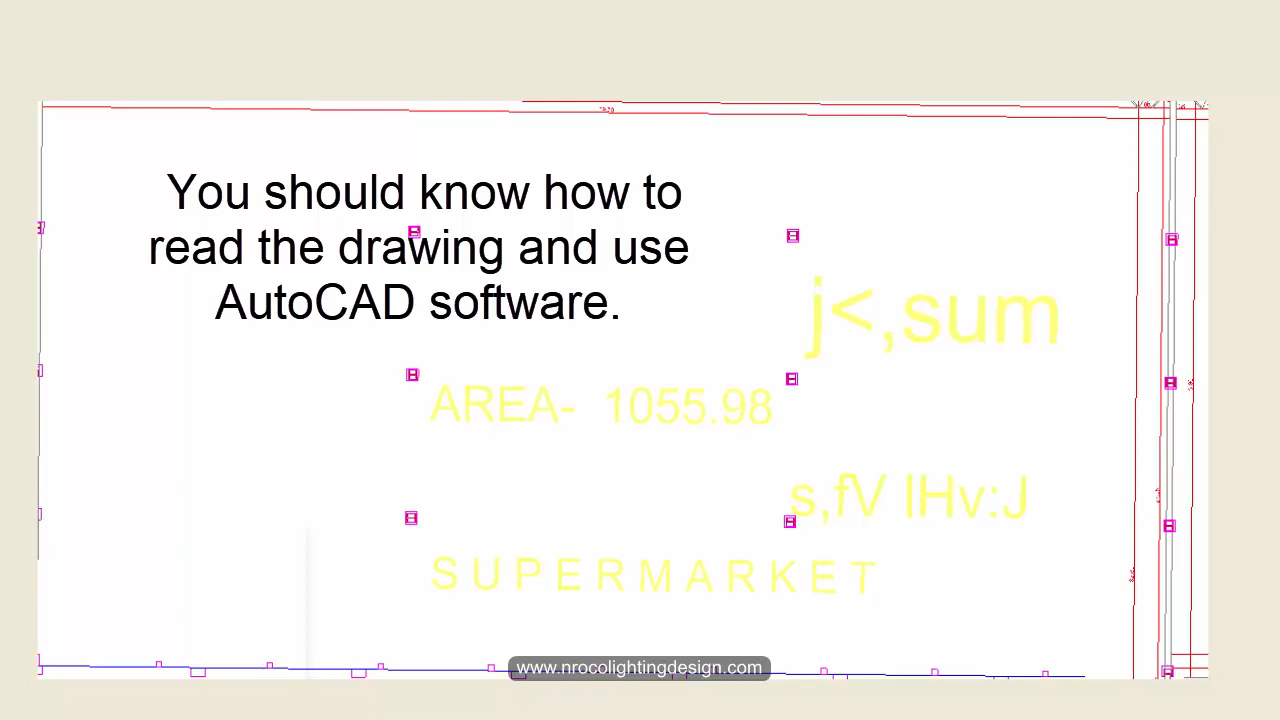 You should know how to
read the drawing and use
AutoCAD software.
j<,sum
AREA- 1055.98
s,fV lHv:J
SUPERMARKET
www.nrocolightingdesign.com